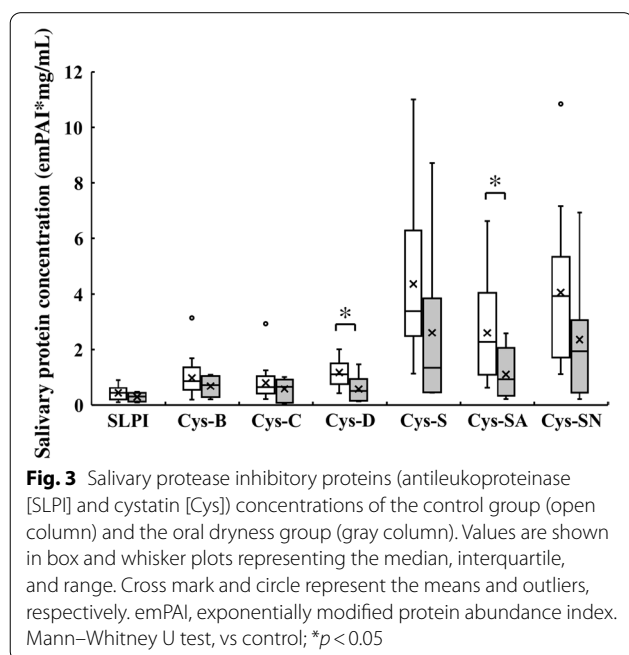 Salivary protein concentration (emPAI*mg/mL)
12
10
8
6
4
2
0
*
*
SLPI Cys-B Cys-C Cys-D Cys-S Cys-SA Cys-SN
Fig. 3 Salivary protease inhibitory proteins (antileukoproteinase
[SLPI] and cystatin [Cys]) concentrations of the control group (open
column) and the oral dryness group (gray column). Values are shown
in box and whisker plots representing the median, interquartile,
and range. Cross mark and circle represent the means and outliers,
respectively. emPAI, exponentially modified protein abundance index.
Mann–Whitney U test, vs control; *p < 0.05